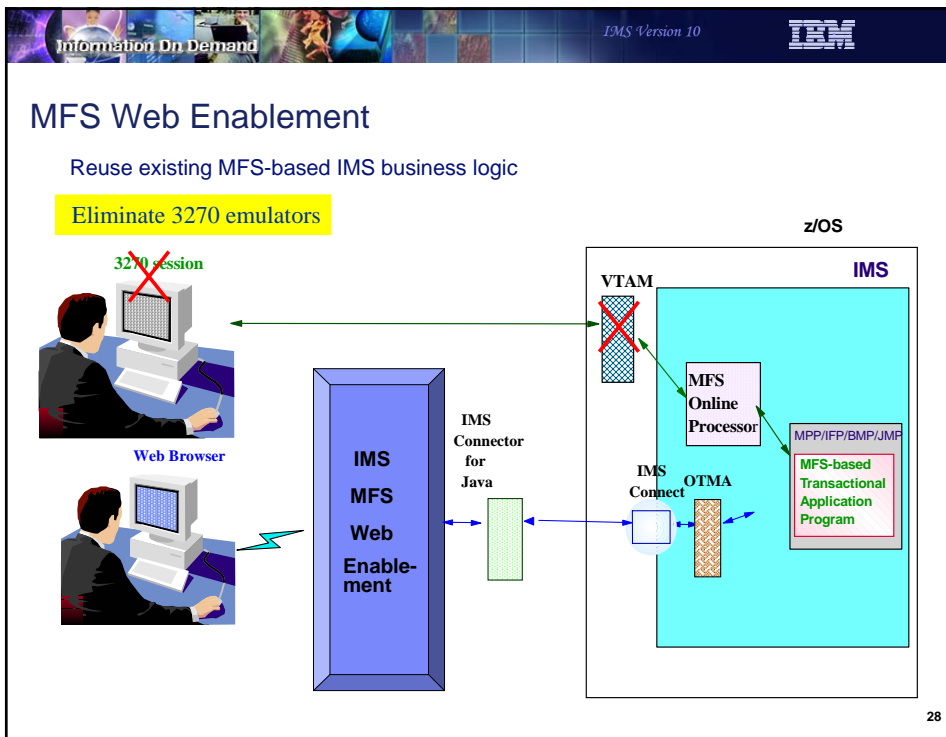 Information On Demand
IMS Version 10
IBM
MFS Web Enablement
Reuse existing MFS-based IMS business logic
Eliminate 3270 emulators
z/OS
3270 session
IMS
VTAM
MFS
Online
Processor
MPP/IFP/BMP/JMP
MFS-based
Transactional
Application
Program
Web Browser
IMS
MFS
Web
Enable-
ment
IMS
Connector
for
Java
IMS
Connect
OTMA
28